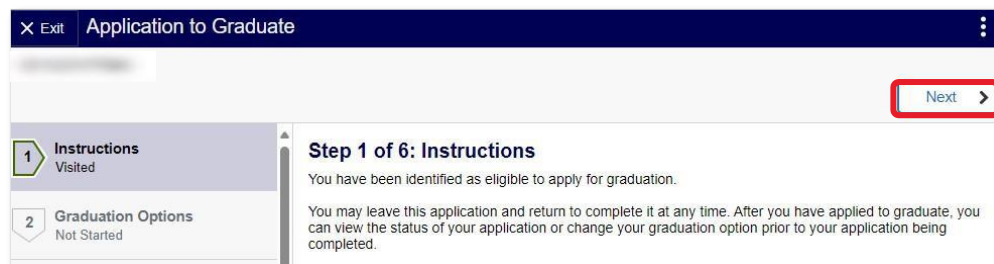 Exit Application to Graduate
Next
1 Instructions
Visited
2 Graduation Options
Not Started
Step 1 of 6: Instructions
You have been identified as eligible to apply for graduation.
You may leave this application and return to complete it at any time. After you have applied to graduate, you
can view the status of your application or change your graduation option prior to your application being
completed.